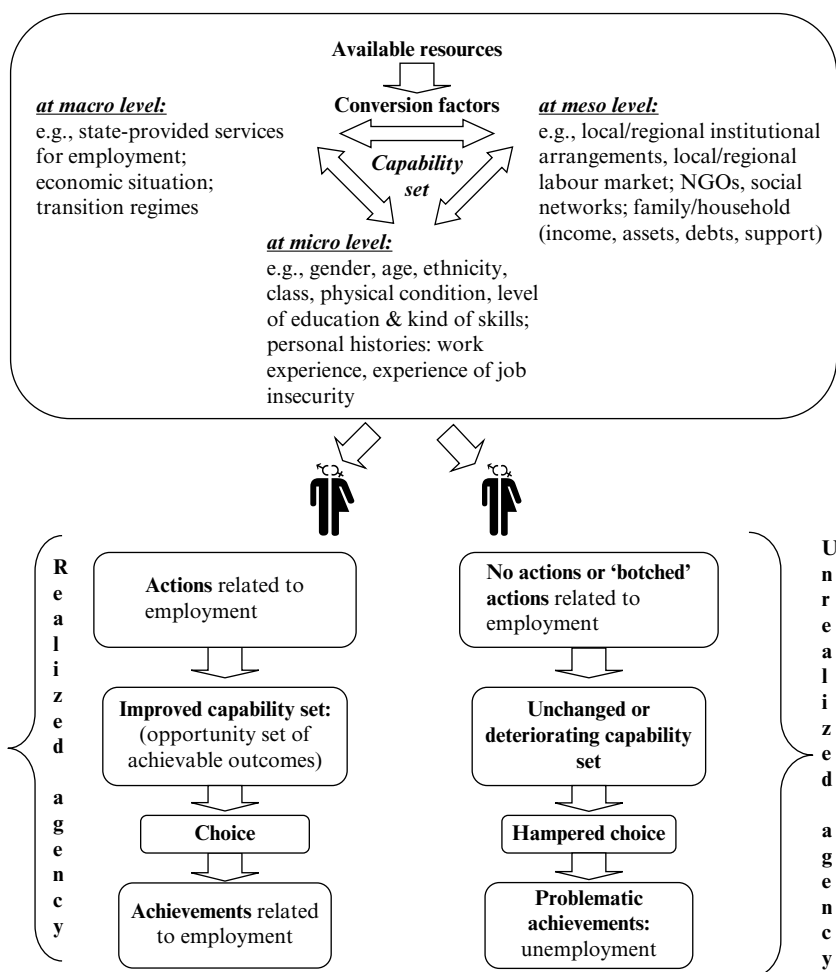 Available resources
Conversion factors
Capability
set
at macro level:
e.g., state-provided services
for employment;
economic situation;
transition regimes
at meso level:
e.g., local/regional institutional
arrangements, local/regional
labour market; NGOs, social
networks; family/household
(income, assets, debts, support)
at micro level:
e.g., gender, age, ethnicity,
class, physical condition, level
of education & kind of skills;
personal histories: work
experience, experience of job
insecurity
Realized agency
Actions related to
employment
Improved capability set:
(opportunity set of
achievable outcomes)
Choice
Achievements related
to employment
No actions or ‘botched’
actions related to
employment
Unchanged or
deteriorating capability
set
Hampered choice
Problematic
achievements:
unemployment
Unrealized agency